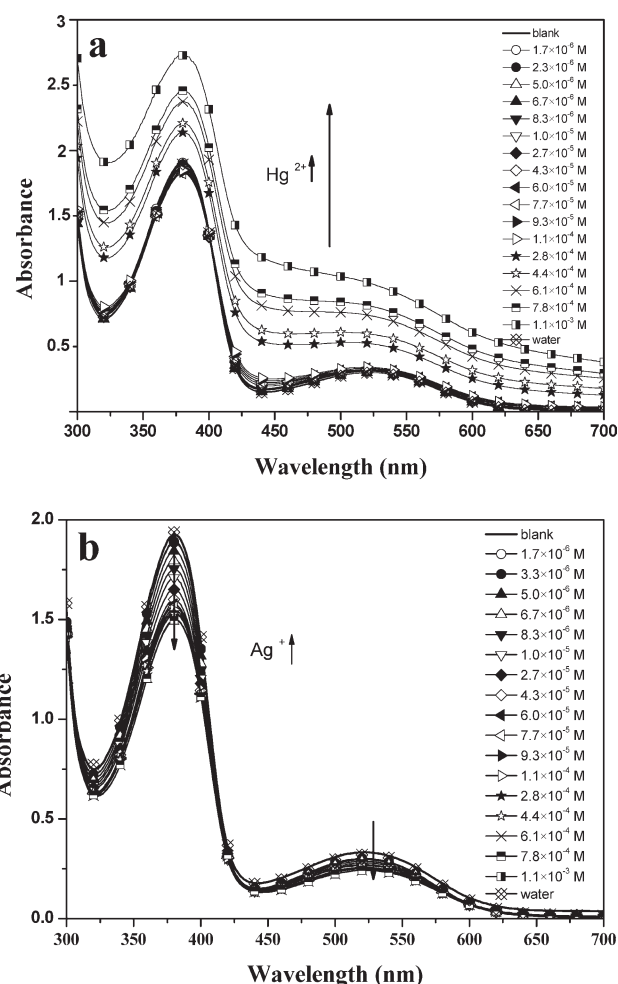 a
3
2.5
2
1.5
1
0.5
Absorbance
Hg 2+
blank
1.7×10-6 M
2.3×10-6 M
5.0×10-6 M
6.7×10-6 M
8.3×10-6 M
1.0×10-5 M
2.7×10-5 M
4.3×10-5 M
6.0×10-5 M
7.7×10-5 M
9.3×10-5 M
1.1×10-4 M
2.8×10-4 M
4.4×10-4 M
6.1×10-4 M
7.8×10-4 M
1.1×10-3 M
water
300 350 400 450 500 550 600 650 700
Wavelength (nm)
b
2.0
1.5
1.0
0.5
0.0
Absorbance
Ag +
blank
1.7×10-6 M
3.3×10-6 M
5.0×10-6 M
6.7×10-6 M
8.3×10-6 M
1.0×10-5 M
2.7×10-5 M
4.3×10-5 M
6.0×10-5 M
7.7×10-5 M
9.3×10-5 M
1.1×10-4 M
2.8×10-4 M
4.4×10-4 M
6.1×10-4 M
7.8×10-4 M
1.1×10-3 M
water
300 350 400 450 500 550 600 650 700
Wavelength (nm)